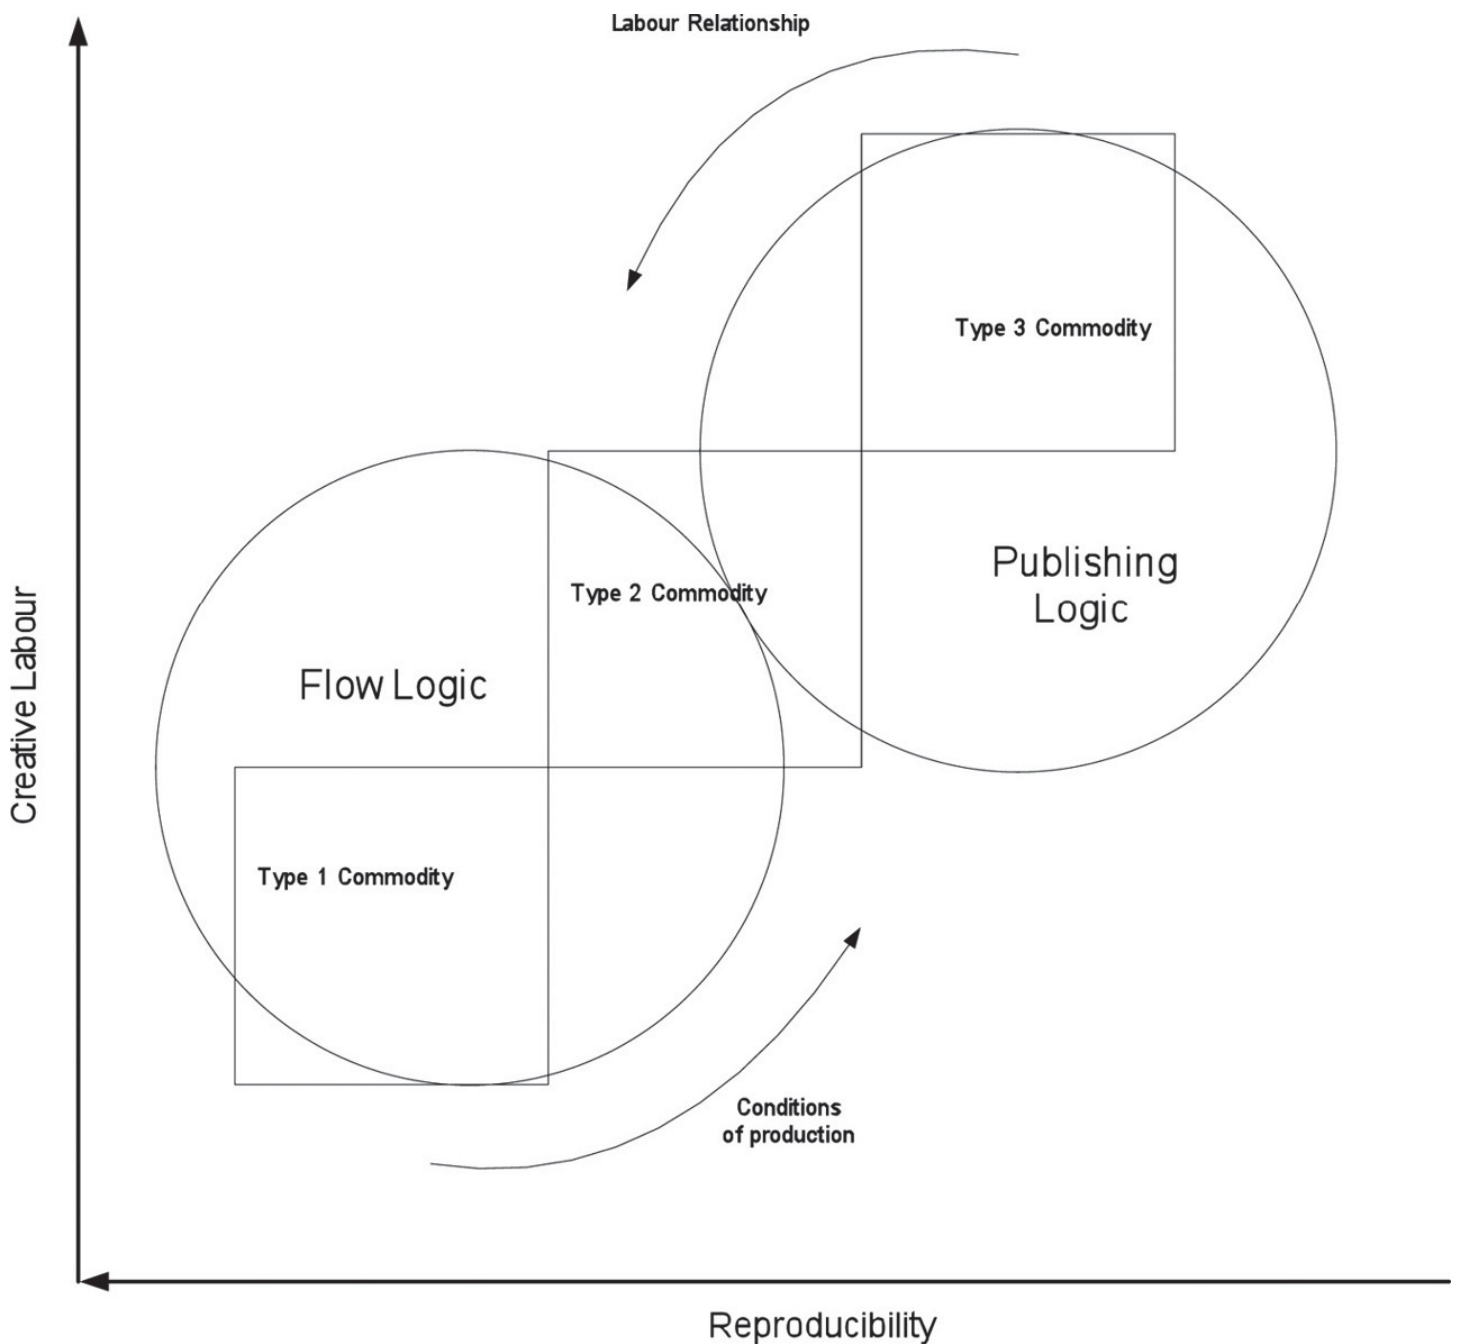 Labour Relationship
Type 3 Commodity
Publishing
Logic
Type 2 Commodity
Flow Logic
Creative Labour
Type 1 Commodity
Conditions
of production
Reproducibility